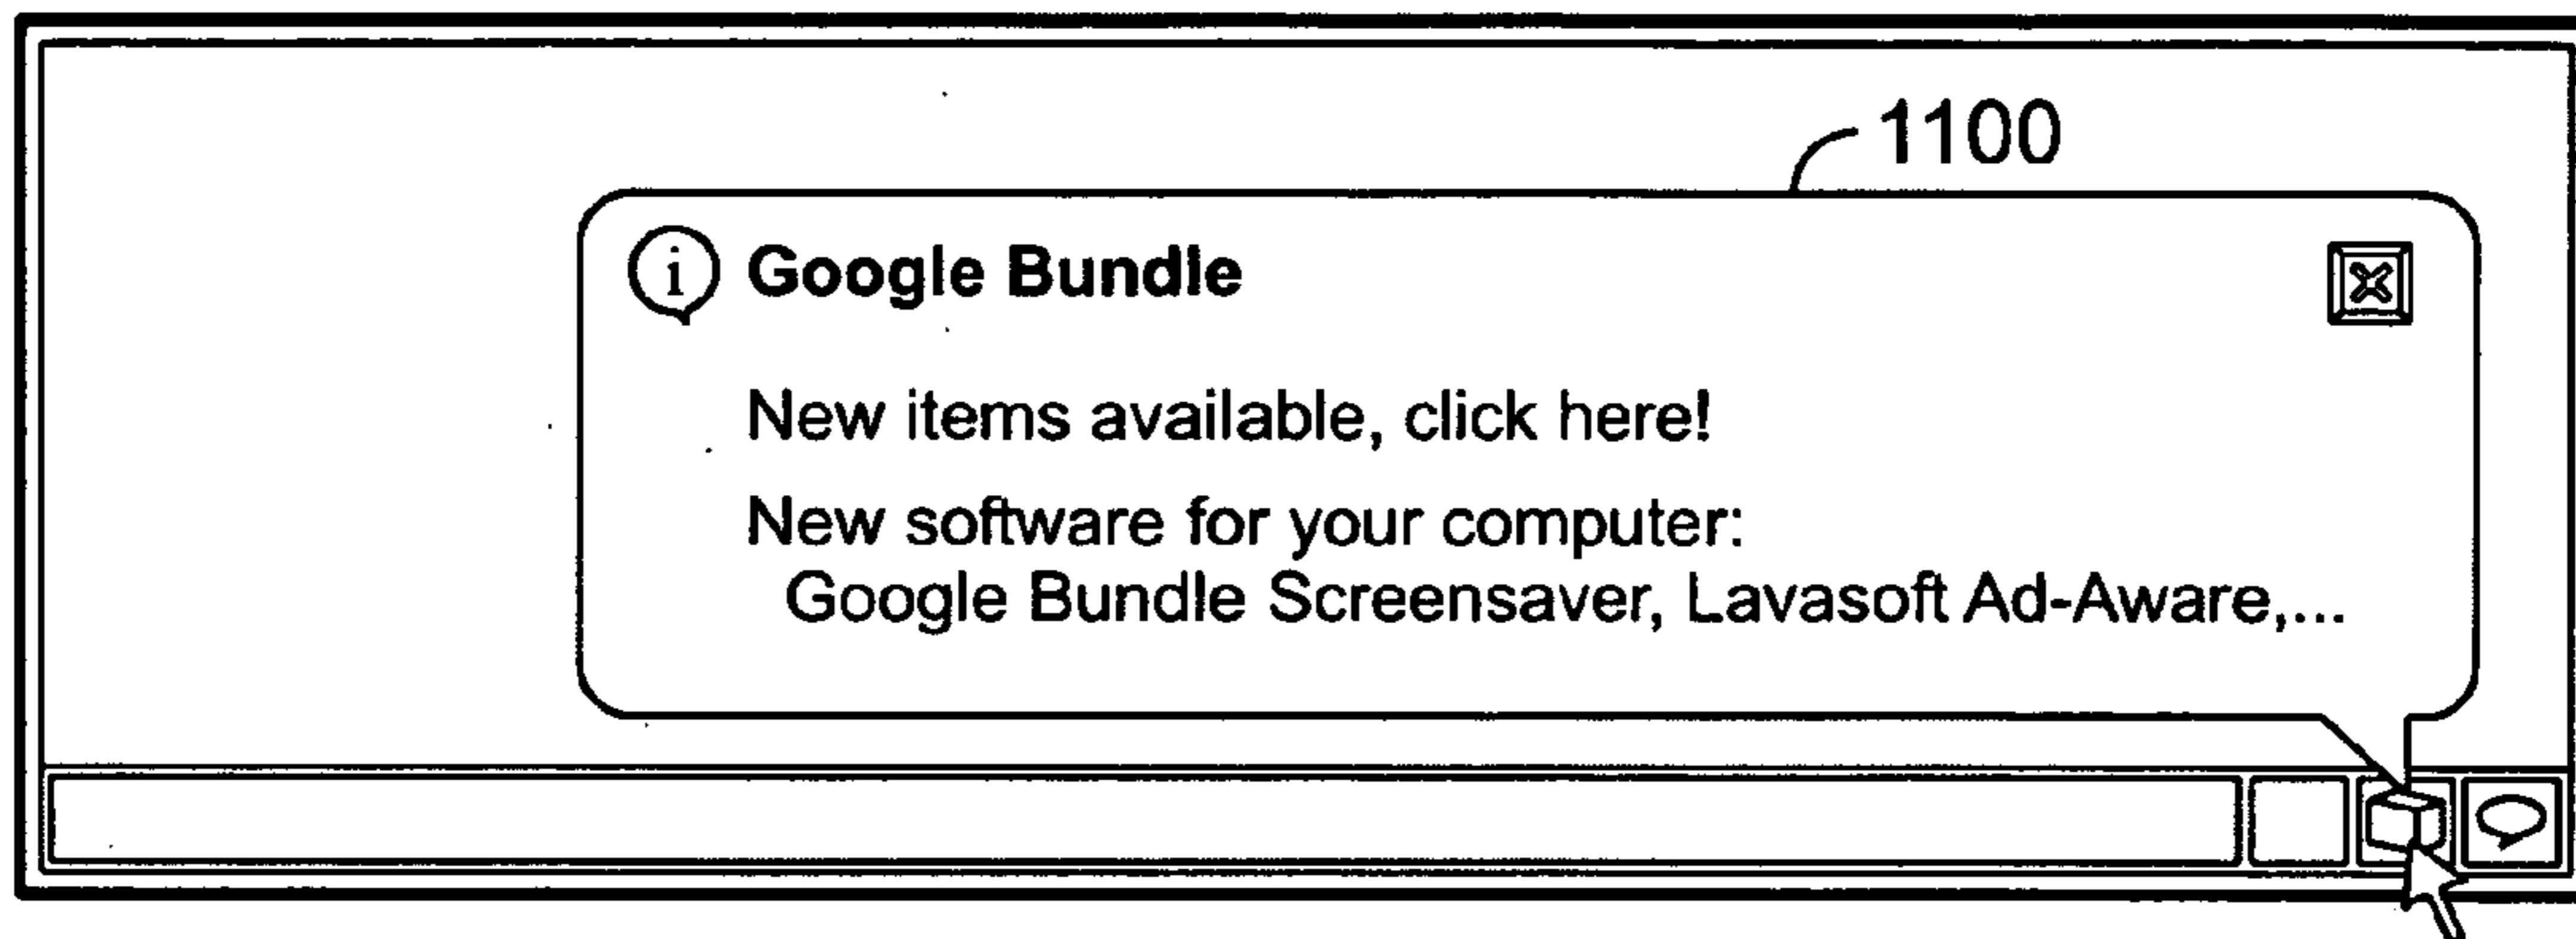 1100
i Google Bundle
New items available, click here!
New software for your computer:
Google Bundle Screensaver, Lavasoft Ad-Aware,...